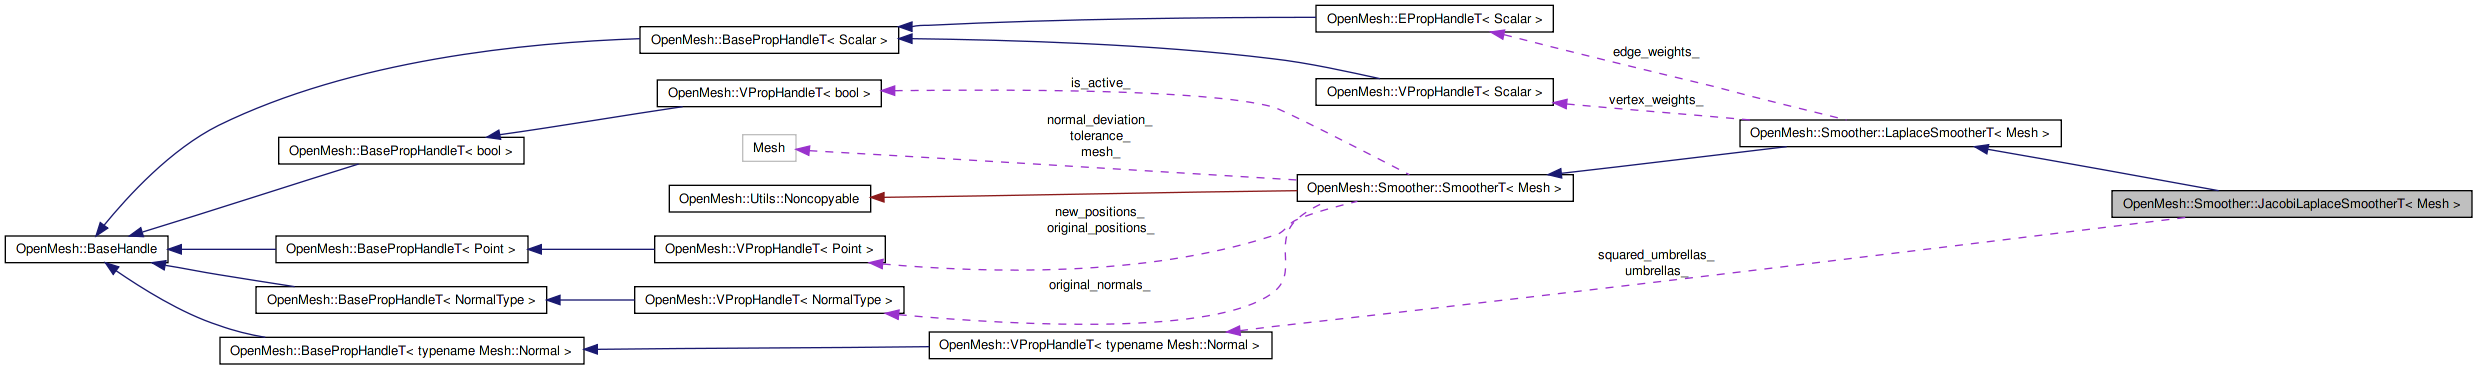 OpenMesh::EPropHandleT< Scalar >
OpenMesh::BasePropHandleT< Scalar >
edge_weights_
is_active_
OpenMesh::VPropHandleT< bool >
OpenMesh::VPropHandleT< Scalar >
vertex_weights_
normal_deviation_
tolerance_
mesh_
OpenMesh::Smoother::LaplaceSmootherT< Mesh >
OpenMesh::BasePropHandleT< bool >
Mesh
OpenMesh::Smoother::SmootherT< Mesh >
OpenMesh::Utils::Noncopyable
OpenMesh::Smoother::JacobiLaplaceSmootherT< Mesh >
new_positions_
original_positions_
OpenMesh::BaseHandle
OpenMesh::BasePropHandleT< Point >
OpenMesh::VPropHandleT< Point >
squared_umbrellas_
umbrellas_
original_normals_
OpenMesh::BasePropHandleT< NormalType >
OpenMesh::VPropHandleT< NormalType >
OpenMesh::BasePropHandleT< typename Mesh::Normal >
OpenMesh::VPropHandleT< typename Mesh::Normal >